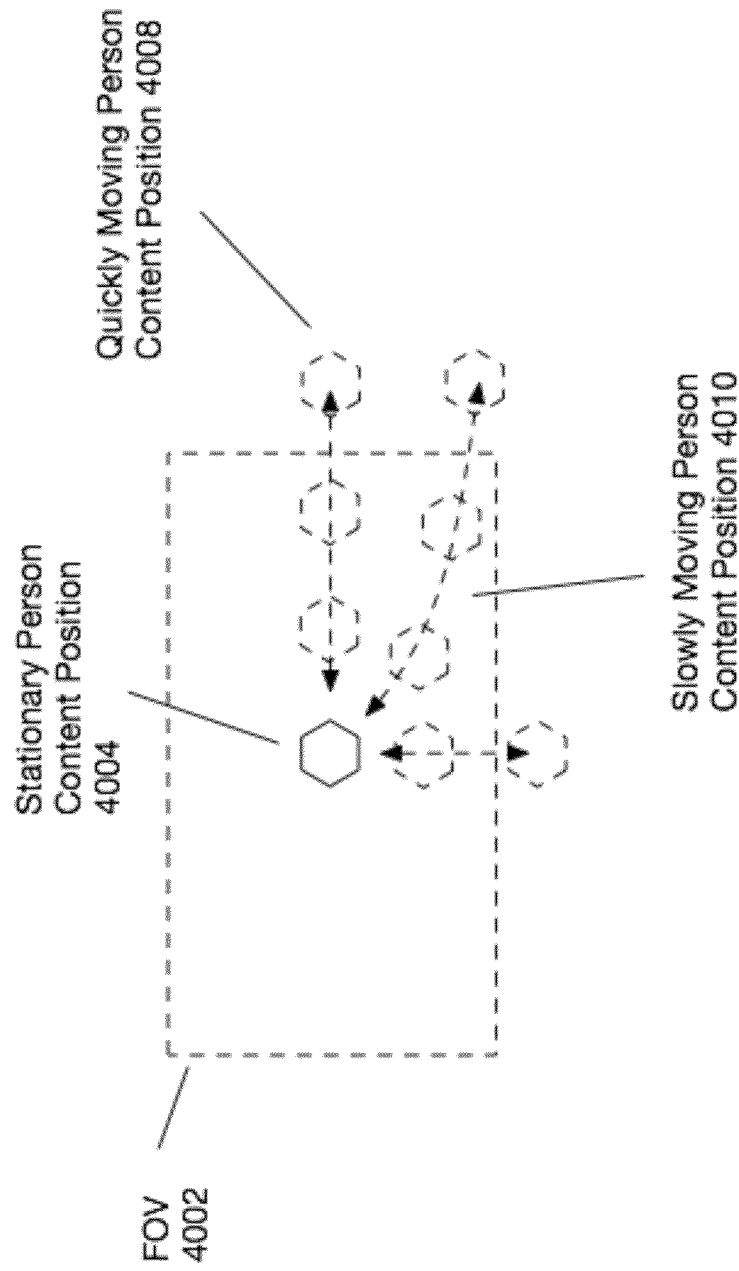 FOV
4002
Stationary Person
Content Position
4004
Quickly Moving Person
Content Position 4008
Slowly Moving Person
Content Position 4010